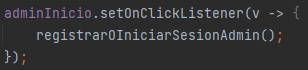 adminInicio.setOnClickListener(v -> {
    registrarOIniciarSesionAdmin();
});